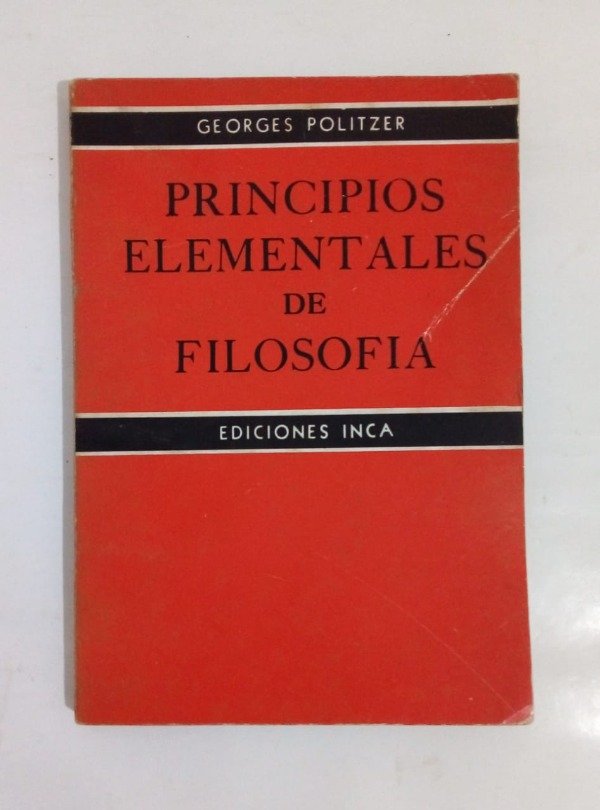 GEORGES POLITZER
PRINCIPIOS
ELEMENTALES
DE
FILOSOFIA
EDICIONES INCA